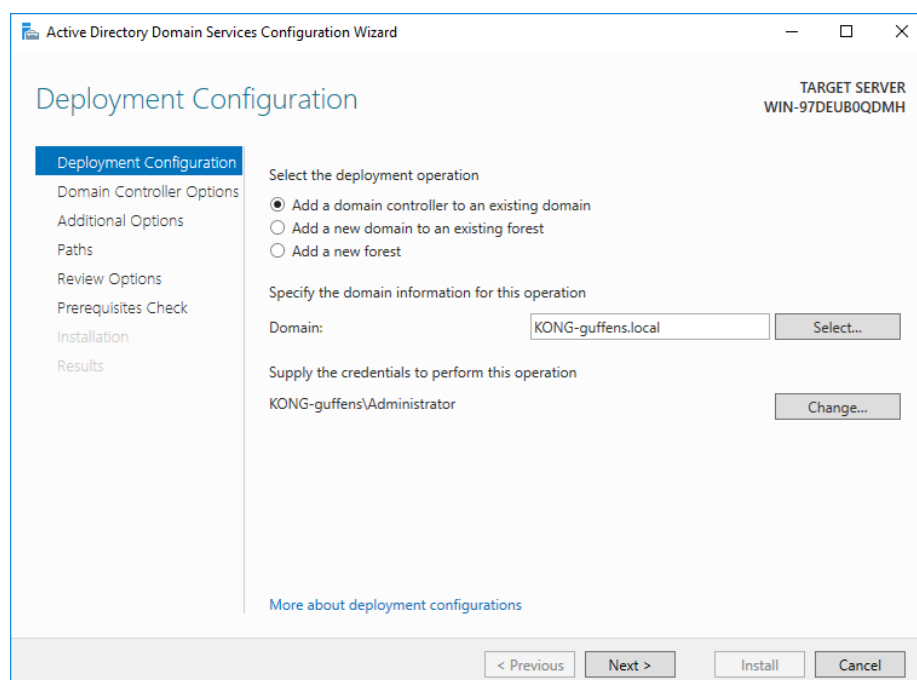 Active Directory Domain Services Configuration Wizard
Deployment Configuration
TARGET SERVER
WIN-97DEUB0QDMH
Deployment Configuration
Domain Controller Options
Additional Options
Paths
Review Options
Prerequisites Check
Installation
Results
Select the deployment operation
Add a domain controller to an existing domain
Add a new domain to an existing forest
Add a new forest
Specify the domain information for this operation
Domain: KONG-guffens.local Select...
Supply the credentials to perform this operation
KONG-guffens\Administrator Change...
More about deployment configurations
< Previous Next > Install Cancel